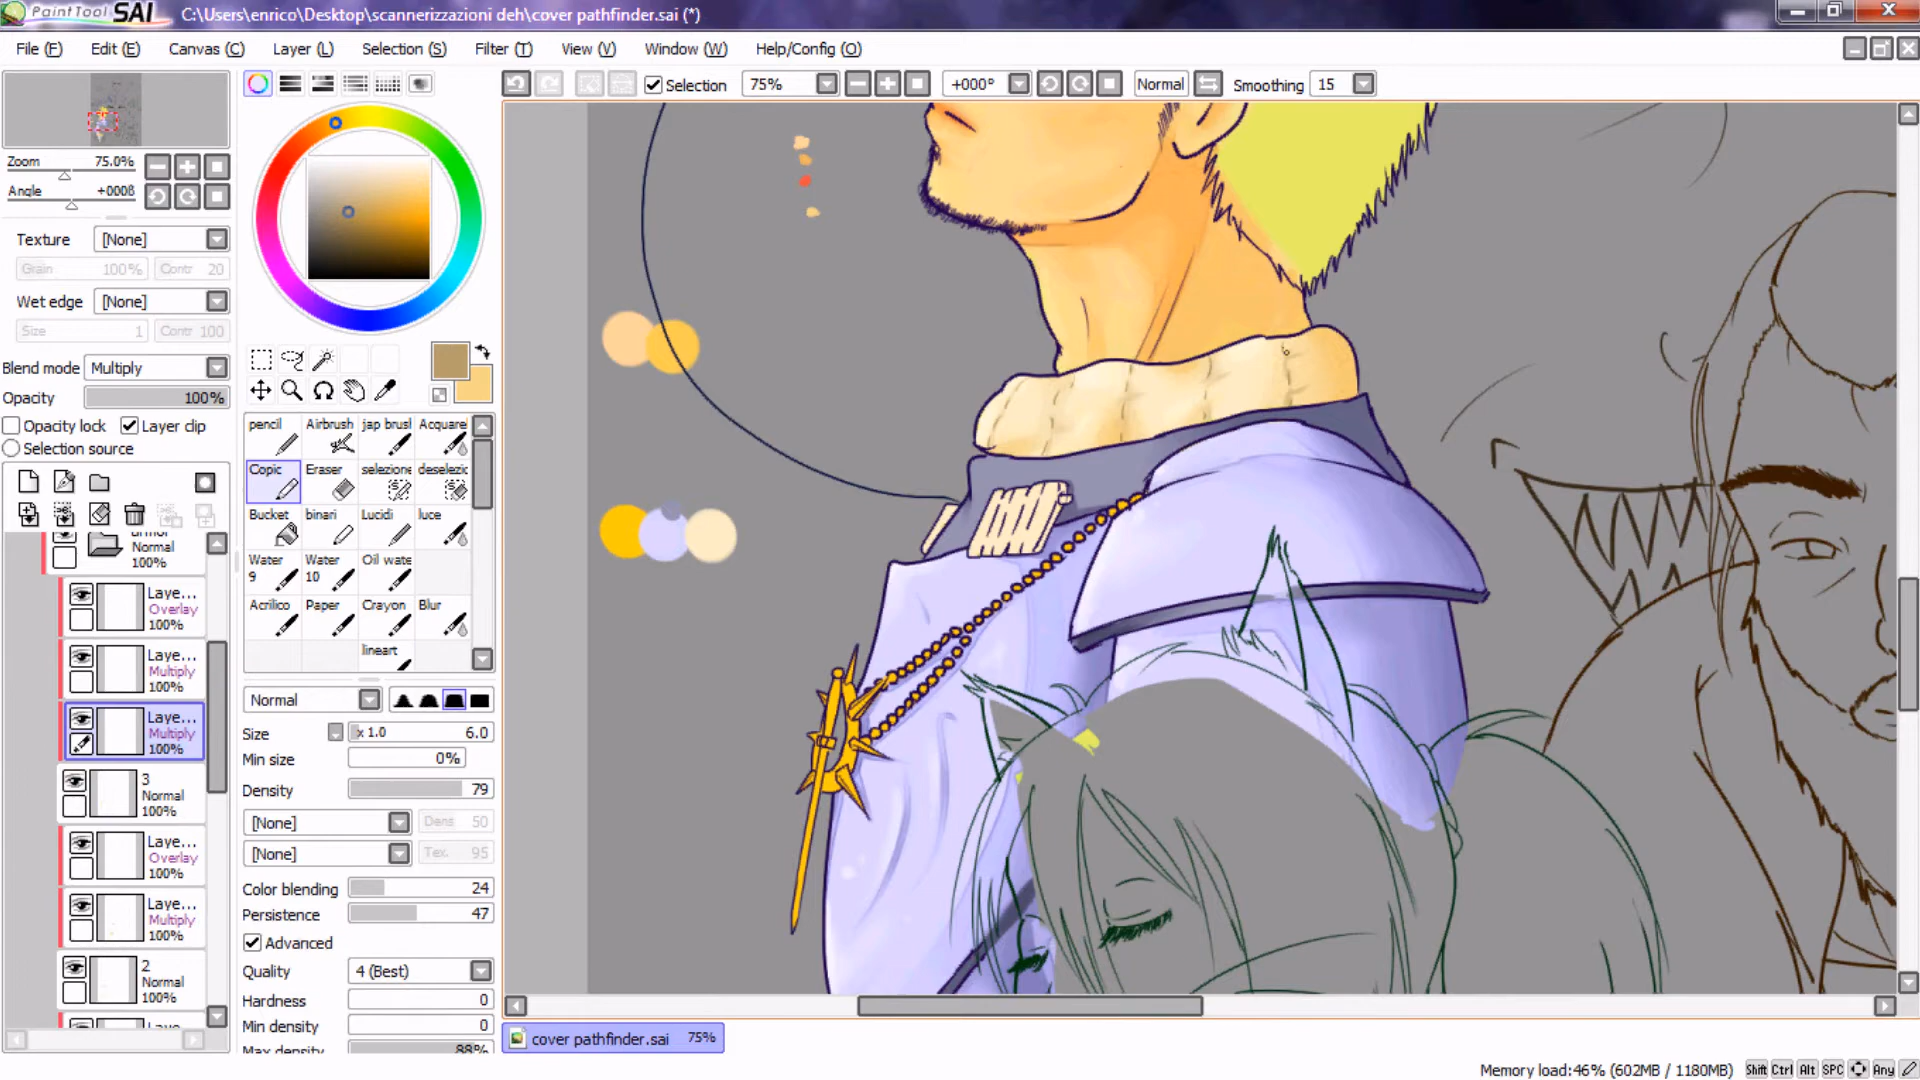 PaintTool SAI C:\Users\enrico\Desktop\scannerizzazioni deh\cover pathfinder.sai (*)
File (F) Edit (E) Canvas (C) Layer (L) Selection (S) Filter (T) View (V) Window (W) Help/Config (O)
Selection 75% +000° Normal Smoothing 15
Zoom 75.0%
Angle +000ß
Texture [None]
Grain 100% Contr 20
Wet edge [None]
Size 1 Contr 100
Blend mode Multiply
Opacity 100%
Opacity lock Layer clip
Selection source
armor
Normal
100%
Laye...
Overlay
100%
Laye...
Multiply
100%
Laye...
Multiply
100%
3
Normal
100%
Laye...
Overlay
100%
Laye...
Multiply
100%
2
Normal
100%
Laye...
pencil Airbrush jap brusl Acquare
Copic Eraser selezione deselezic
Bucket binari Lucidi luce
Water 9 Water 10 Oil wate
Acrilico Paper Crayon Blur
lineart
Normal
Size x 1.0 6.0
Min size 0%
Density 79
[None] Dens 50
[None] Tex. 95
Color blending 24
Persistence 47
Advanced
Quality 4 (Best)
Hardness 0
Min density 0
Max density 88%
cover pathfinder.sai 75%
Memory load:46% (602MB / 1180MB) Shift Ctrl Alt SPC Any